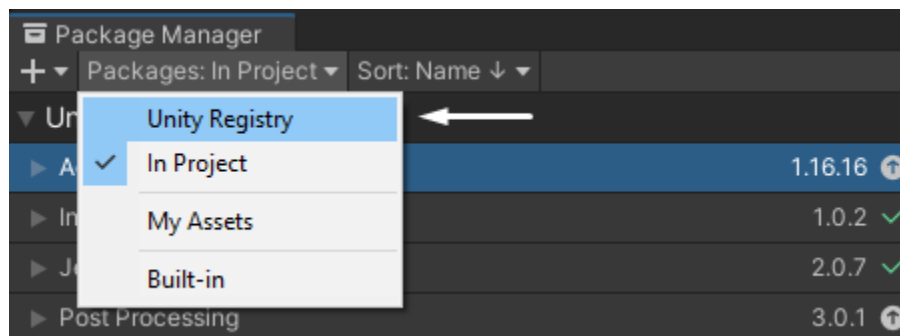 Package Manager
Packages: In Project Sort: Name
Un
Unity Registry
In Project 1.16.16
My Assets 1.0.2
Built-in 2.0.7
Post Processing 3.0.1